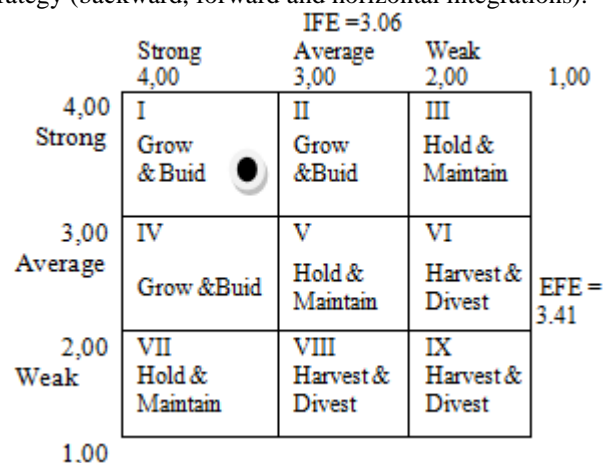 rategy (backward, forward and horizontal integrations).
IFE =3.06
Strong Average Weak
4,00 3,00 2,00 1,00
4,00 I II III
Strong Grow Grow Hold &
& Buid &Buid Maintain
3,00 IV V VI
Average Grow &Buid Hold & Harvest & EFE =
Maintain Divest 3.41
2,00 VII VIII IX
Weak Hold & Harvest & Harvest &
Maintain Divest Divest
1.00